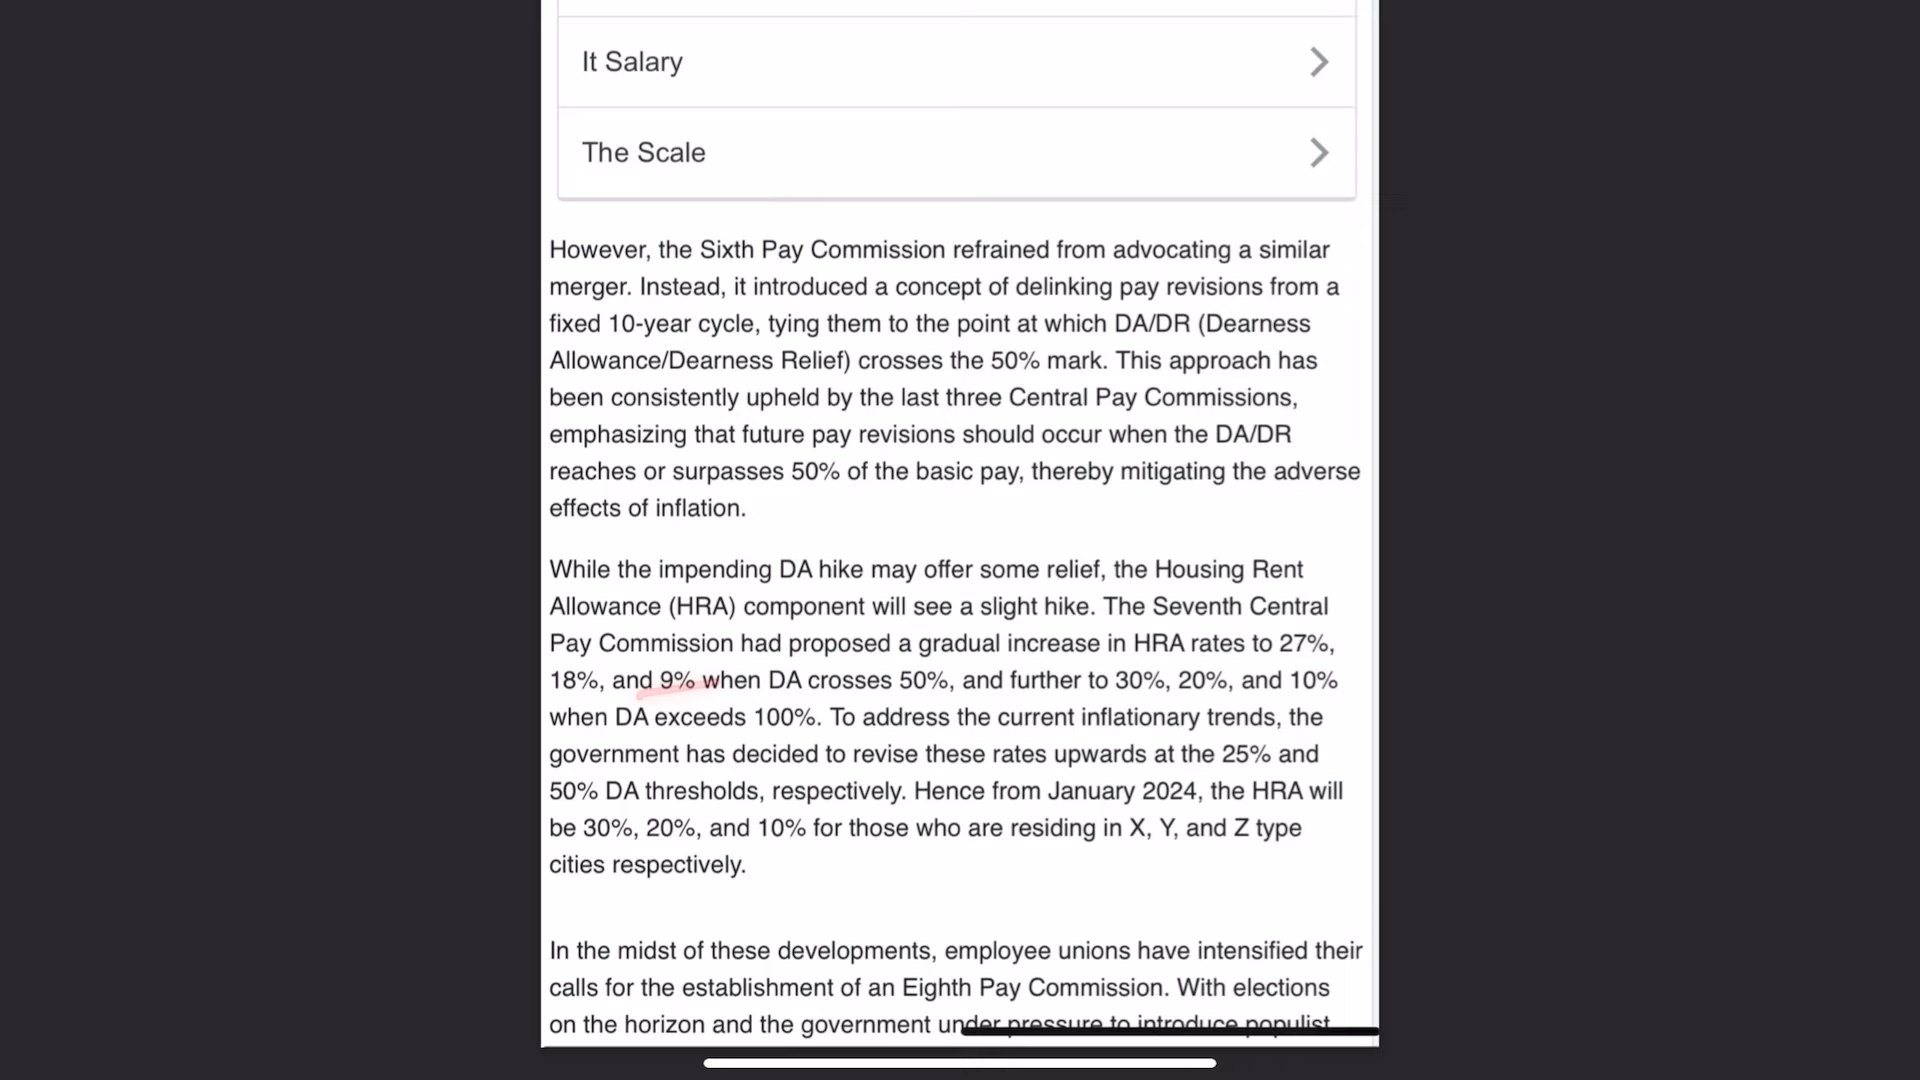 It Salary
The Scale
However, the Sixth Pay Commission refrained from advocating a similar
merger. Instead, it introduced a concept of delinking pay revisions from a
fixed 10-year cycle, tying them to the point at which DA/DR (Dearness
Allowance/Dearness Relief) crosses the 50% mark. This approach has
been consistently upheld by the last three Central Pay Commissions,
emphasizing that future pay revisions should occur when the DA/DR
reaches or surpasses 50% of the basic pay, thereby mitigating the adverse
effects of inflation.
While the impending DA hike may offer some relief, the Housing Rent
Allowance (HRA) component will see a slight hike. The Seventh Central
Pay Commission had proposed a gradual increase in HRA rates to 27%,
18%, and 9% when DA crosses 50%, and further to 30%, 20%, and 10%
when DA exceeds 100%. To address the current inflationary trends, the
government has decided to revise these rates upwards at the 25% and
50% DA thresholds, respectively. Hence from January 2024, the HRA will
be 30%, 20%, and 10% for those who are residing in X, Y, and Z type
cities respectively.
In the midst of these developments, employee unions have intensified their
calls for the establishment of an Eighth Pay Commission. With elections
on the horizon and the government under pressure to introduce populist